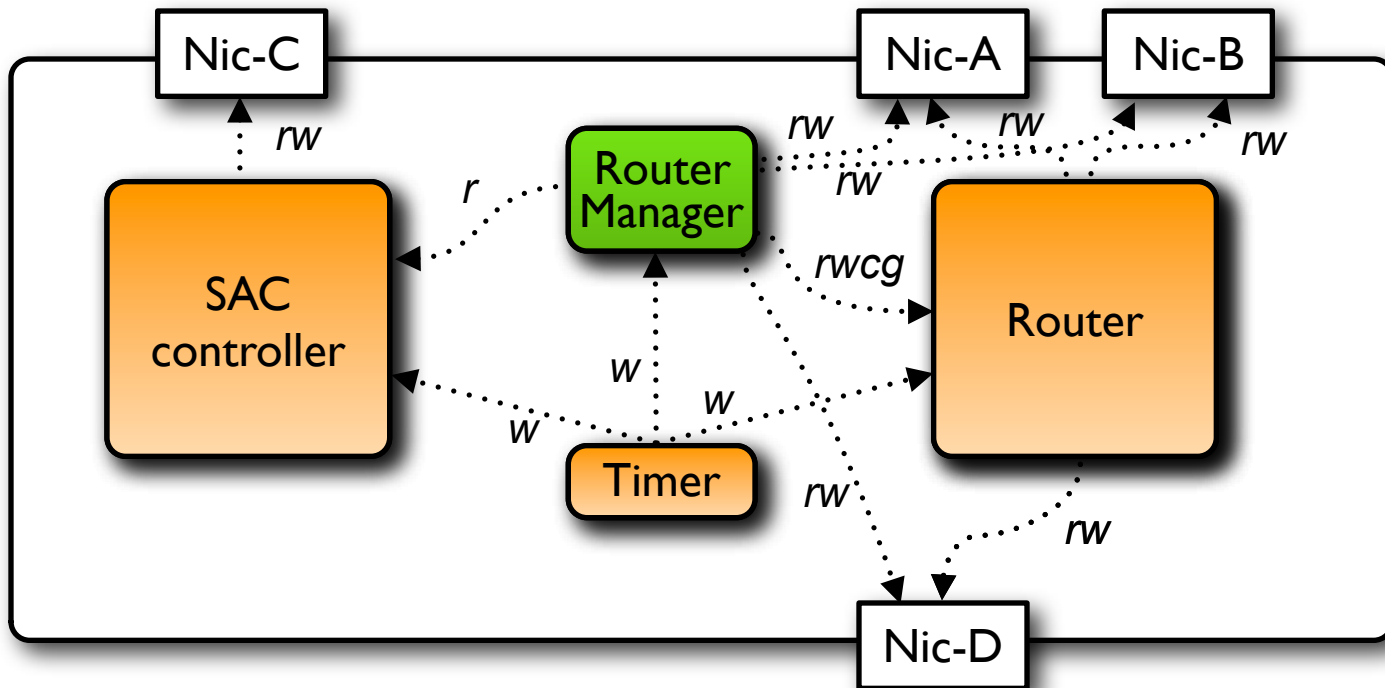 Nic-C
Nic-A
Nic-B
rw
rw
rw
rw
rw
Router
Manager
r
SAC
controller
rwcg
Router
w
w
w
Timer
rw
rw
Nic-D